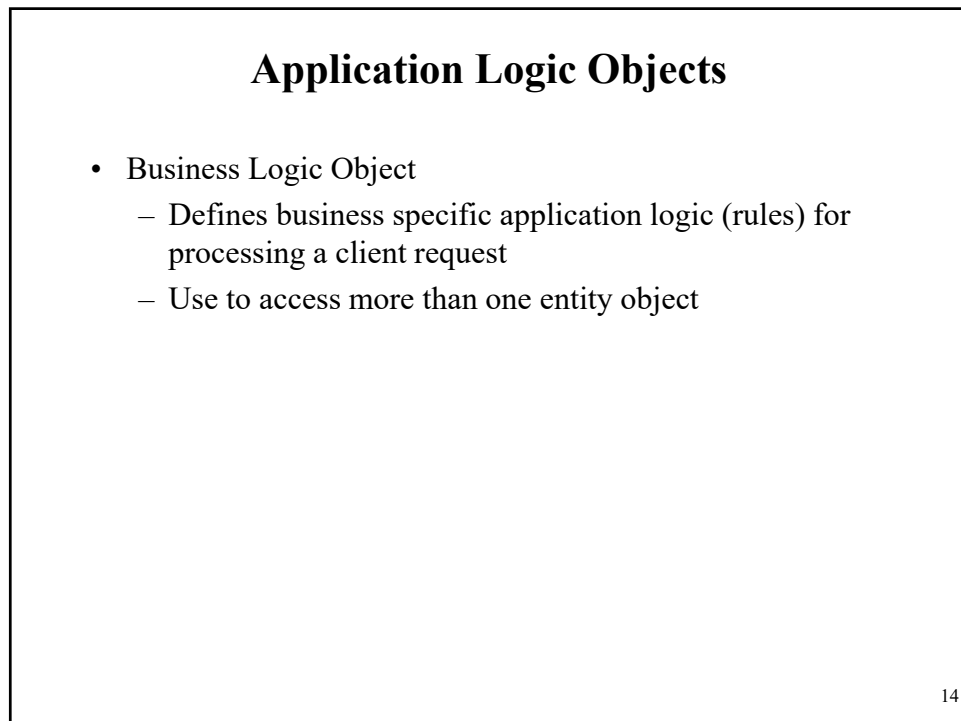 Application Logic Objects
• Business Logic Object
– Defines business specific application logic (rules) for
processing a client request
– Use to access more than one entity object
14